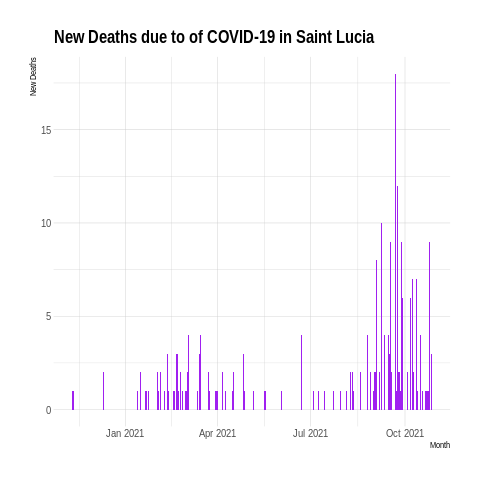 New Deaths due to of COVID-19 in Saint Lucia
New Deaths
15
10
5
0
Jan 2021 Apr 2021 Jul 2021 Oct 2021
Month